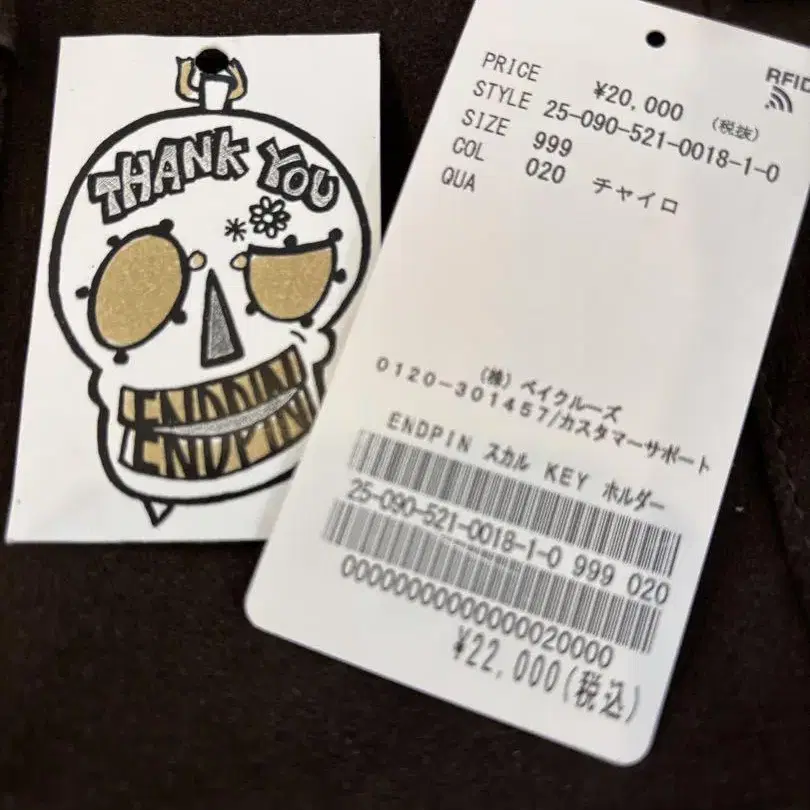 THANK YOU
ENDPIN
ENDPIN
RFID
PRICE ¥20,000 (税抜)
STYLE 25-090-521-0018-1-0
SIZE 999
COL 020 チャイロ
QUA
(株) ベイクルーズ
0120-301457/カスタマーサポート
ENDPIN スカル KEY ホルダー
25-090-521-0018-1-0 999 020
0000000000000000020000
¥22,000(税込)